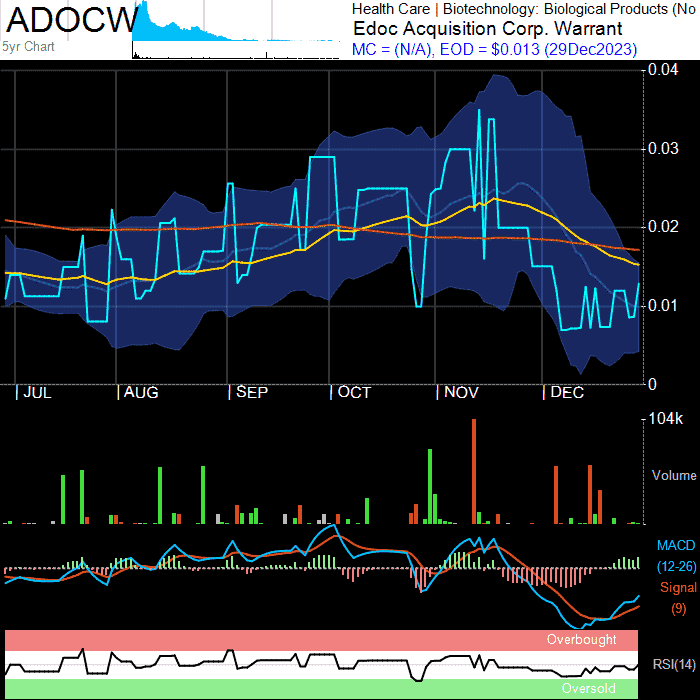 ADOCW
5yr Chart
Health Care | Biotechnology: Biological Products (No
Edoc Acquisition Corp. Warrant
MC = (N/A), EOD = $0.013 (29Dec2023)
0.04
0.03
0.02
0.01
0
JUL AUG SEP OCT NOV DEC
104k
Volume
MACD
(12-26)
Signal
(9)
Overbought
RSI(14)
Oversold